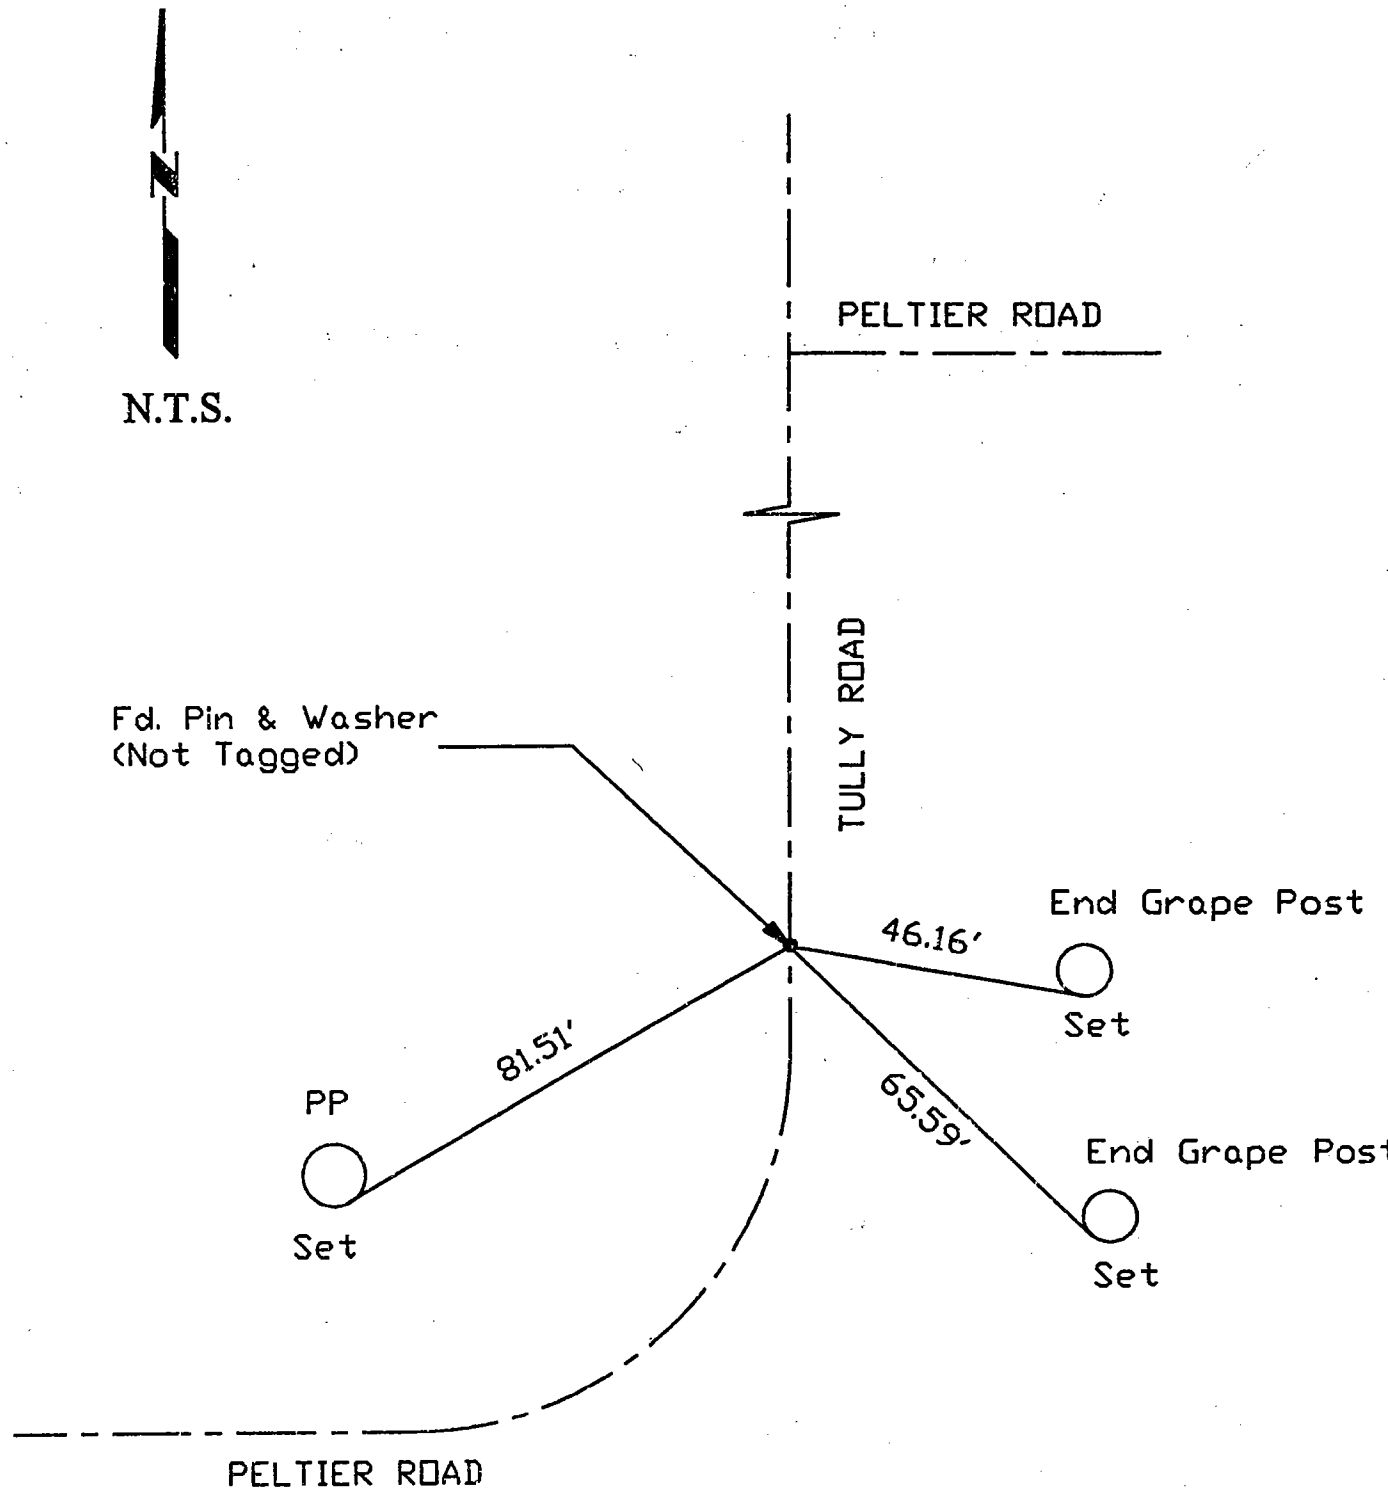 N
N.T.S.
PELTIER ROAD
TULLY ROAD
Fd. Pin & Washer
(Not Tagged)
End Grape Post
46.16'
Set
81.51'
65.59'
PP
Set
End Grape Post
Set
PELTIER ROAD